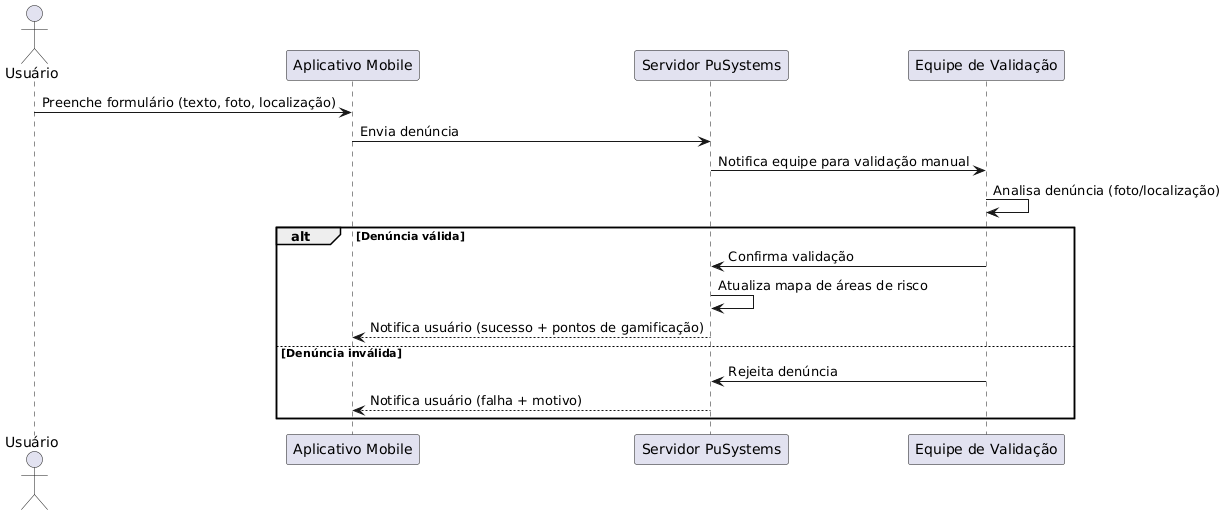 Usuário
Aplicativo Mobile
Servidor PuSystems
Equipe de Validação
Preenche formulário (texto, foto, localização)
Envia denúncia
Notifica equipe para validação manual
Analisa denúncia (foto/localização)
alt
[Denúncia válida]
Confirma validação
Atualiza mapa de áreas de risco
Notifica usuário (sucesso + pontos de gamificação)
[Denúncia inválida]
Rejeita denúncia
Notifica usuário (falha + motivo)
Usuário
Aplicativo Mobile
Servidor PuSystems
Equipe de Validação